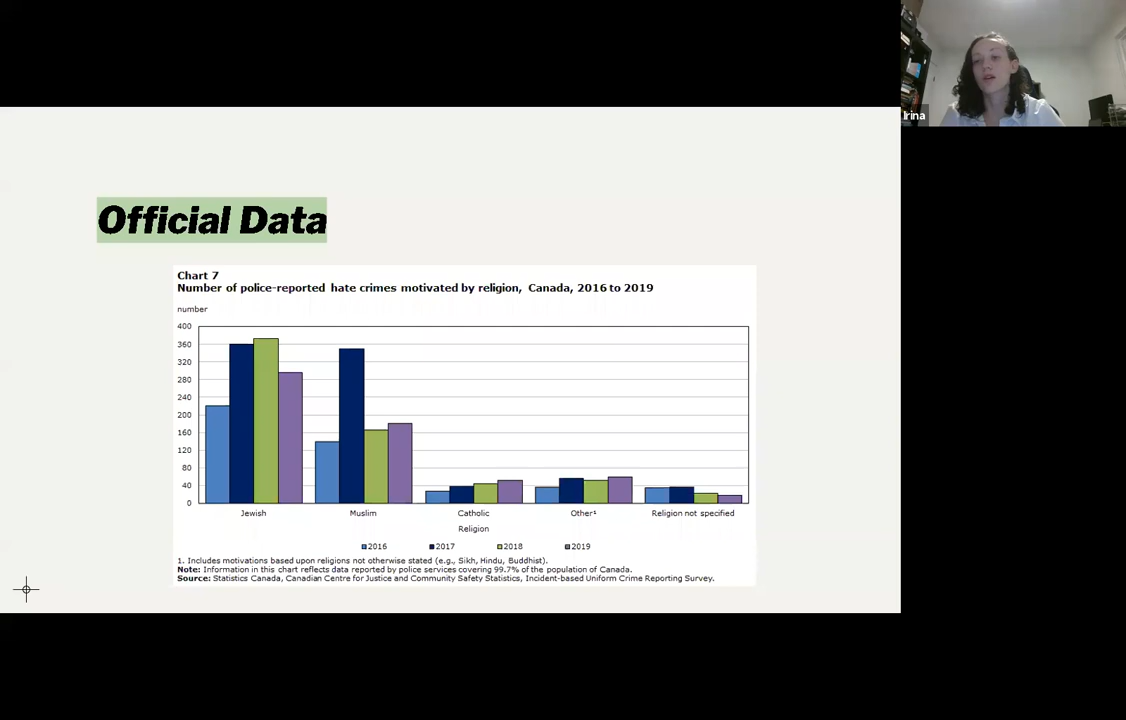 Irina
Official Data
Chart 7
Number of police-reported hate crimes motivated by religion, Canada, 2016 to 2019
number
400
360
320
280
240
200
160
120
80
40
0
Jewish Muslim Catholic Other¹ Religion not specified
Religion
2016 2017 2018 2019
1. Includes motivations based upon religions not otherwise stated (e.g., Sikh, Hindu, Buddhist).
Note: Information in this chart reflects data reported by police services covering 99.7% of the population of Canada.
Source: Statistics Canada, Canadian Centre for Justice and Community Safety Statistics, Incident-based Uniform Crime Reporting Survey.